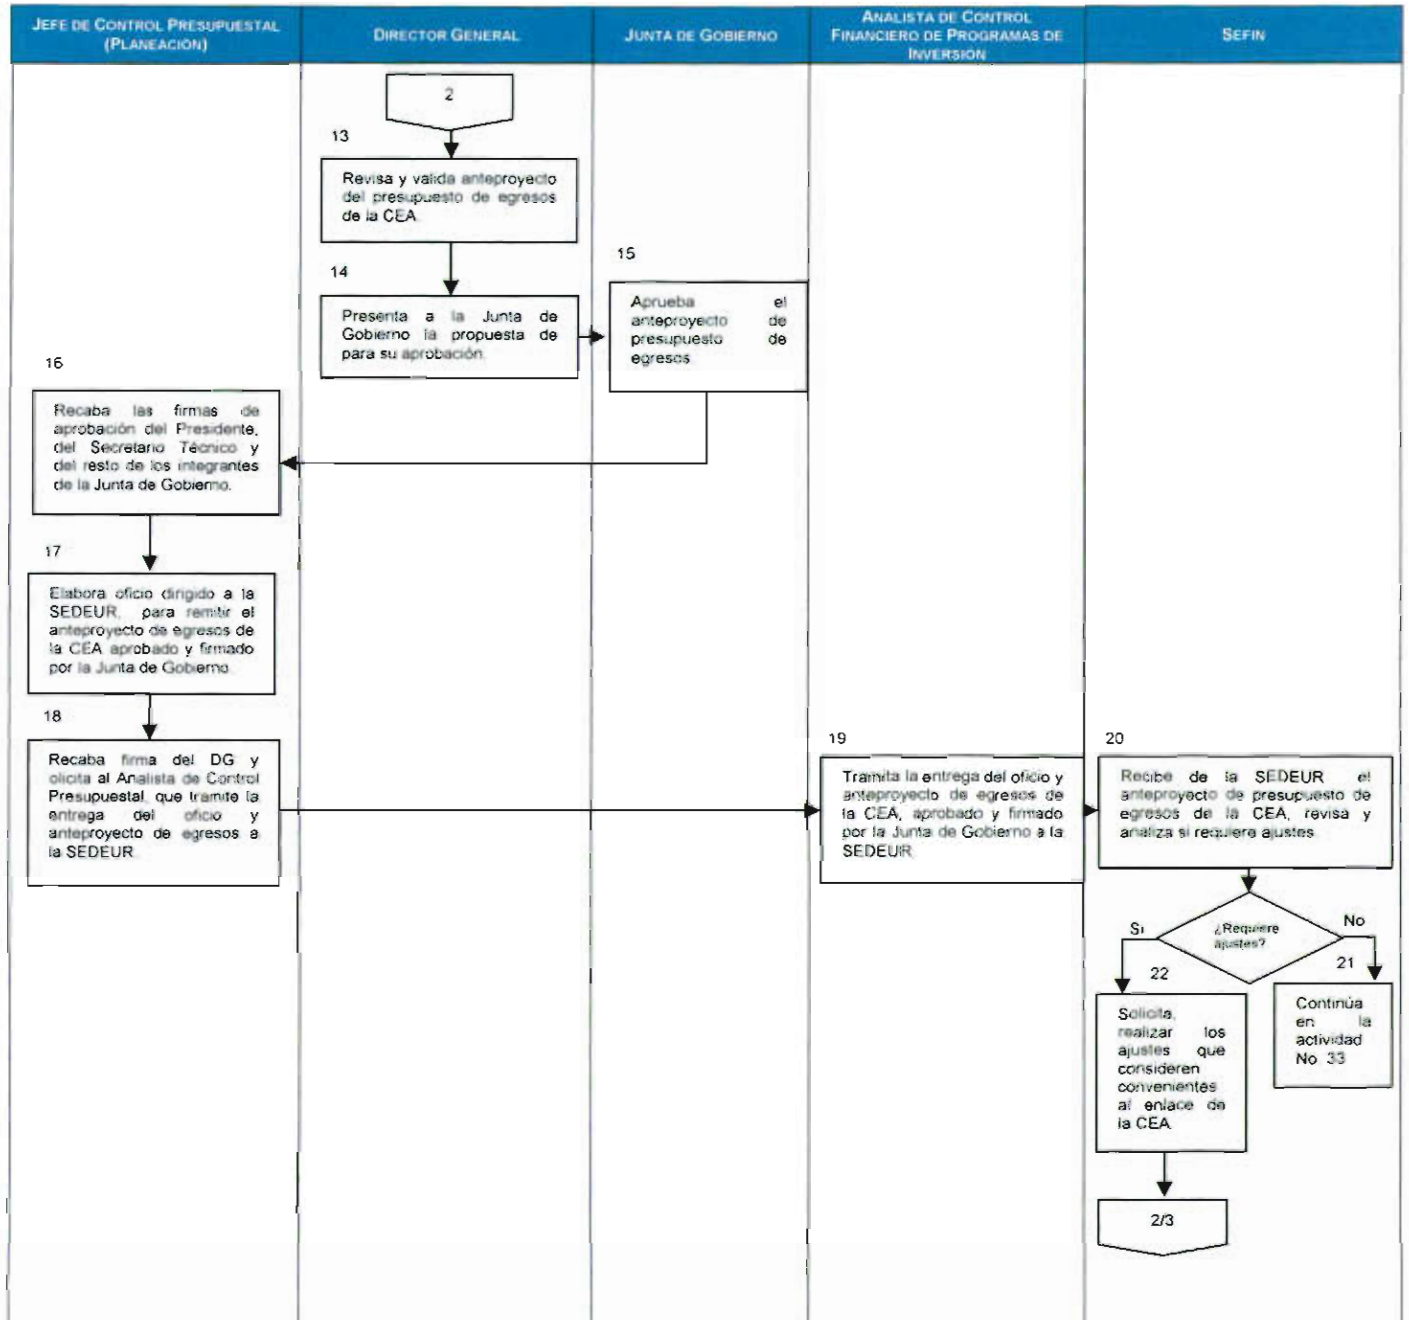 JEFE DE CONTROL PRESUPUESTAL
(PLANEACIÓN)
DIRECTOR GENERAL
JUNTA DE GOBIERNO
ANALISTA DE CONTROL
FINANCIERO DE PROGRAMAS DE
INVERSIÓN
SEFIN
2
13
Revisa y valida anteproyecto
del presupuesto de egresos
de la CEA.
14
Presenta a la Junta de
Gobierno la propuesta de
para su aprobación.
15
Aprueba el
anteproyecto de
presupuesto de
egresos
16
Recaba las firmas de
aprobación del Presidente,
del Secretario Técnico y
del resto de los integrantes
de la Junta de Gobierno.
17
Elabora oficio dirigido a la
SEDEUR, para remitir el
anteproyecto de egresos de
la CEA aprobado y firmado
por la Junta de Gobierno.
18
Recaba firma del DG y
olicita al Analista de Control
Presupuestal, que tramite la
entrega del oficio y
anteproyecto de egresos a
la SEDEUR.
19
Tramita la entrega del oficio y
anteproyecto de egresos de
la CEA, aprobado y firmado
por la Junta de Gobierno a la
SEDEUR
20
Recibe de la SEDEUR el
anteproyecto de presupuesto de
egresos de la CEA, revisa y
analiza si requiere ajustes
¿Requiere
ajustes?
Si
No
21
Continúa
en la
actividad
No 33
22
Solicita,
realizar los
ajustes que
consideren
convenientes
al enlace de
la CEA
2/3